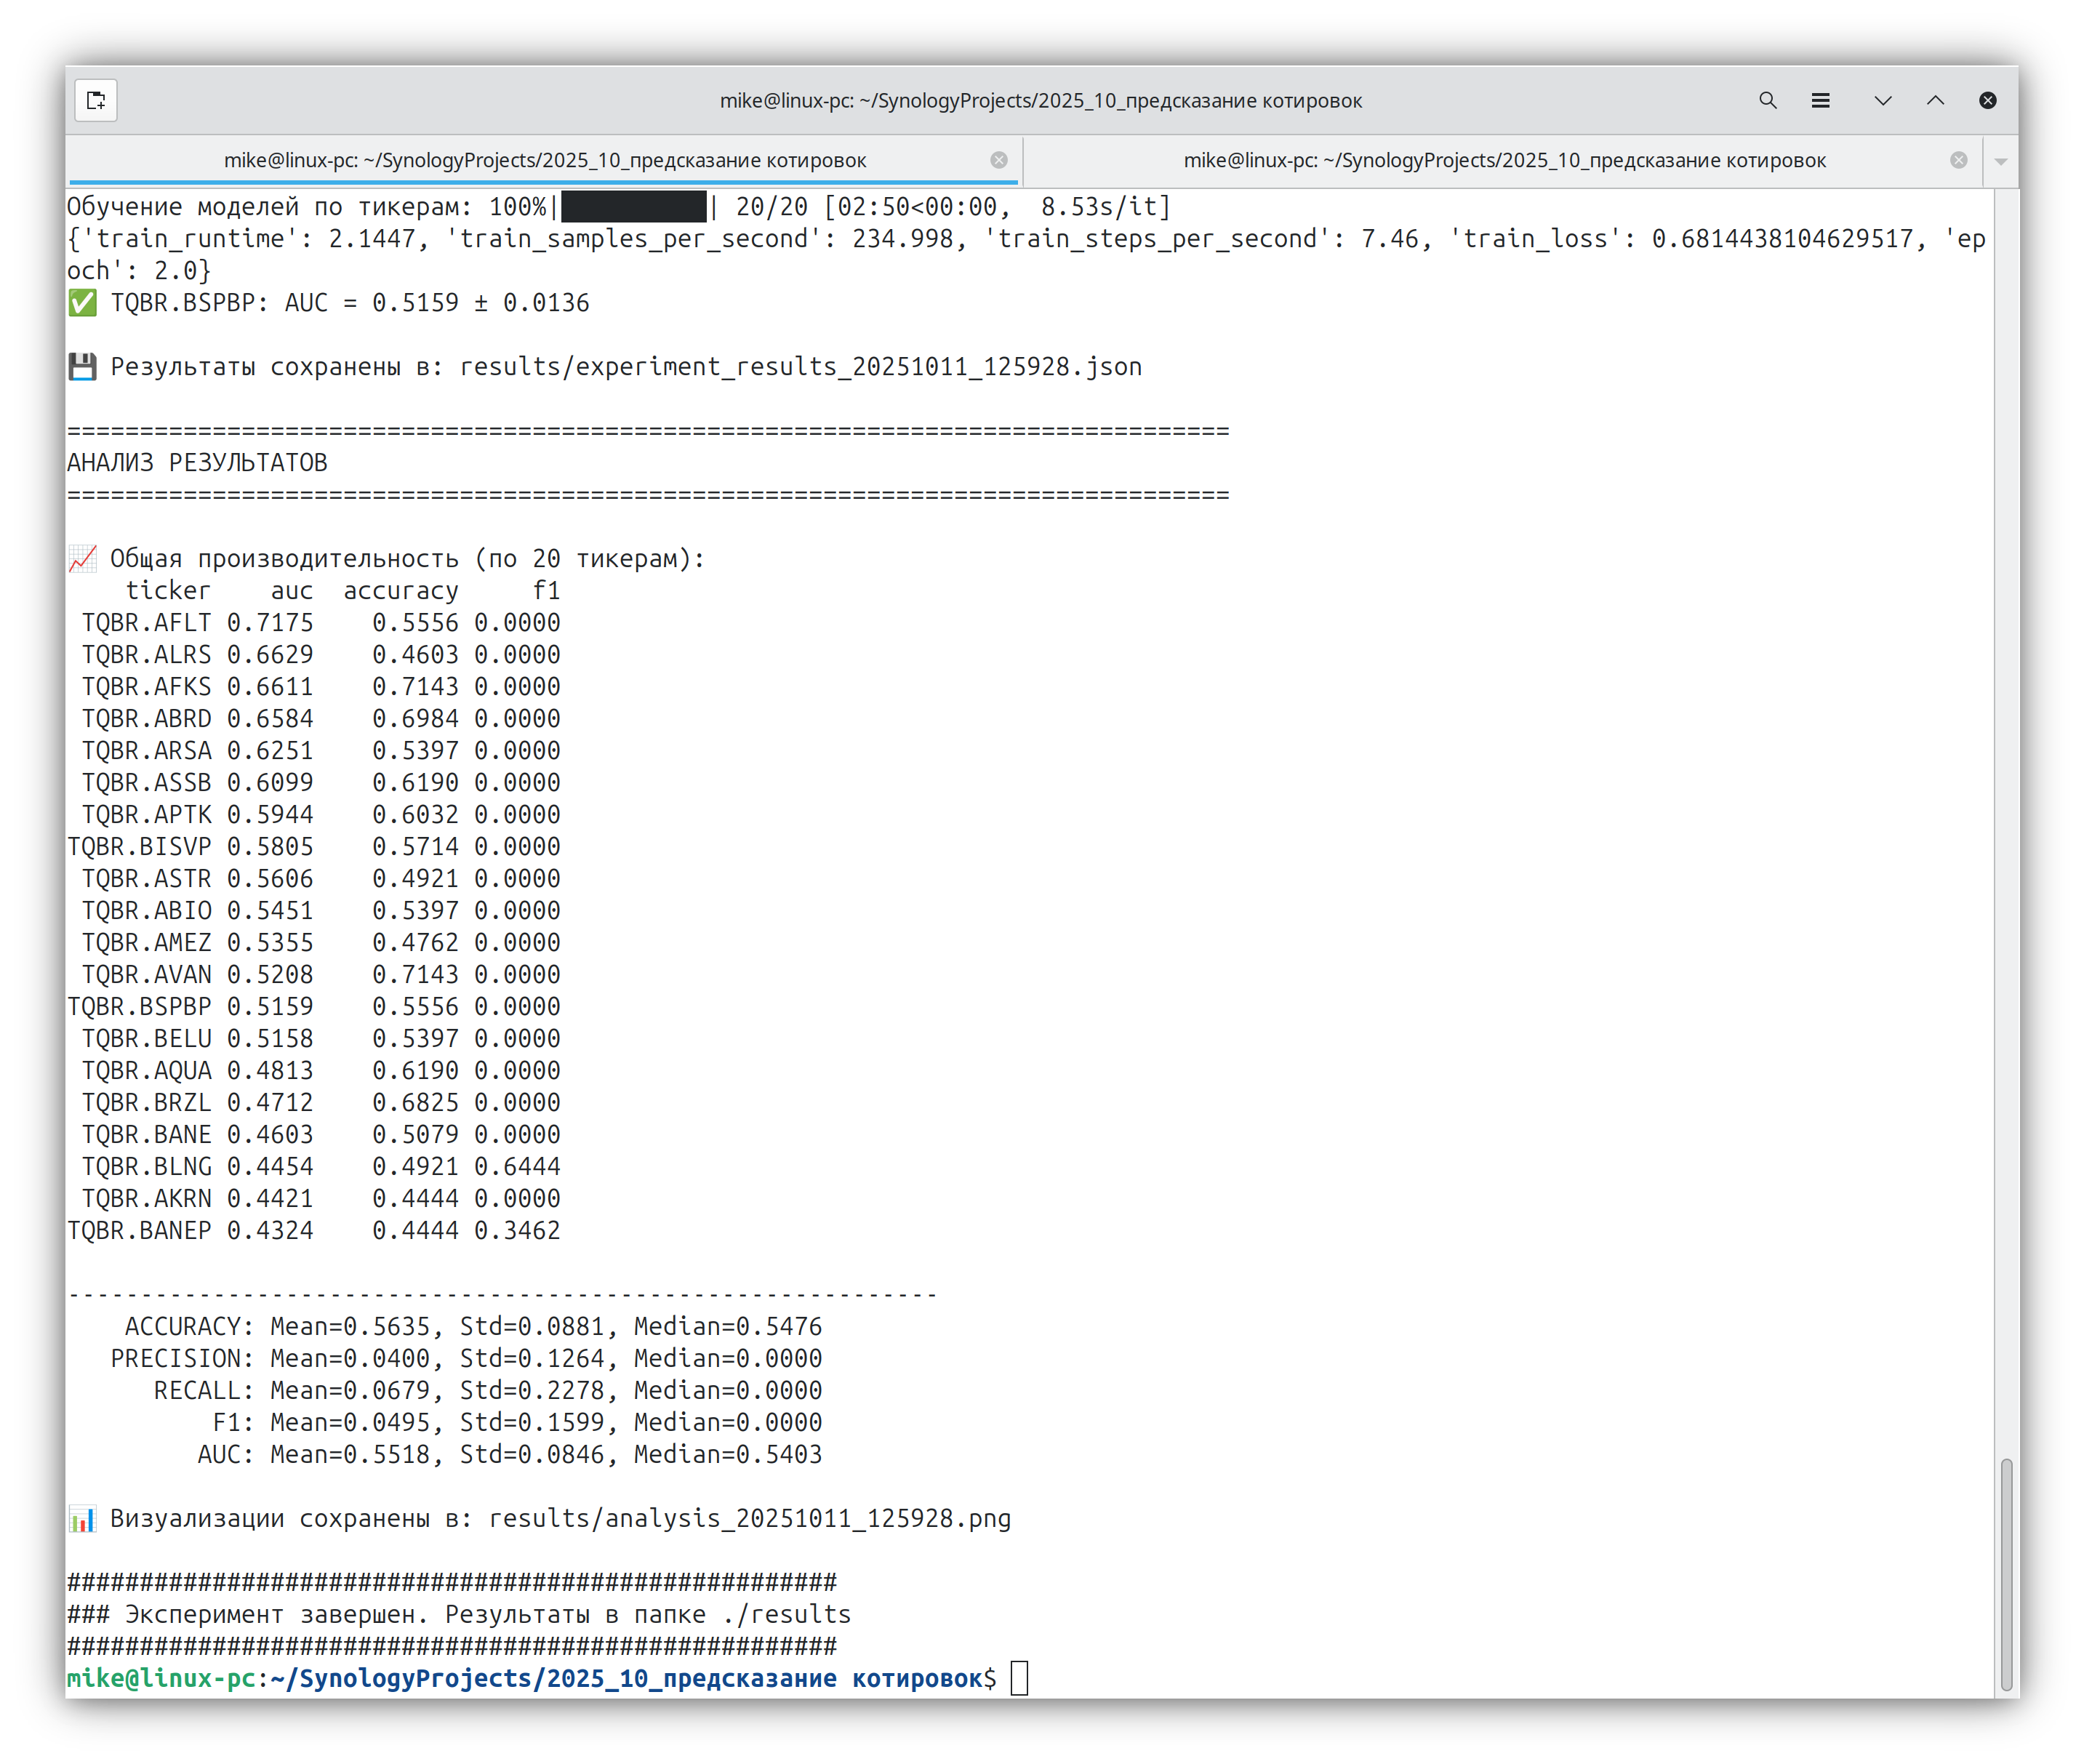 mike@linux-pc: ~/SynologyProjects/2025_10_предсказание котировок
mike@linux-pc: ~/SynologyProjects/2025_10_предсказание котировок
mike@linux-pc: ~/SynologyProjects/2025_10_предсказание котировок
Обучение моделей по тикерам: 100%|██████████| 20/20 [02:50<00:00,  8.53s/it]
{'train_runtime': 2.1447, 'train_samples_per_second': 234.998, 'train_steps_per_second': 7.46, 'train_loss': 0.6814438104629517, 'ep
och': 2.0}
✅ TQBR.BSPBP: AUC = 0.5159 ± 0.0136
💾 Результаты сохранены в: results/experiment_results_20251011_125928.json
================================================================================
АНАЛИЗ РЕЗУЛЬТАТОВ
================================================================================
📈 Общая производительность (по 20 тикерам):
ticker    auc  accuracy     f1
TQBR.AFLT 0.7175    0.5556 0.0000
TQBR.ALRS 0.6629    0.4603 0.0000
TQBR.AFKS 0.6611    0.7143 0.0000
TQBR.ABRD 0.6584    0.6984 0.0000
TQBR.ARSA 0.6251    0.5397 0.0000
TQBR.ASSB 0.6099    0.6190 0.0000
TQBR.APTK 0.5944    0.6032 0.0000
TQBR.BISVP 0.5805    0.5714 0.0000
TQBR.ASTR 0.5606    0.4921 0.0000
TQBR.ABIO 0.5451    0.5397 0.0000
TQBR.AMEZ 0.5355    0.4762 0.0000
TQBR.AVAN 0.5208    0.7143 0.0000
TQBR.BSPBP 0.5159    0.5556 0.0000
TQBR.BELU 0.5158    0.5397 0.0000
TQBR.AQUA 0.4813    0.6190 0.0000
TQBR.BRZL 0.4712    0.6825 0.0000
TQBR.BANE 0.4603    0.5079 0.0000
TQBR.BLNG 0.4454    0.4921 0.6444
TQBR.AKRN 0.4421    0.4444 0.0000
TQBR.BANEP 0.4324    0.4444 0.3462
------------------------------------------------------------
ACCURACY: Mean=0.5635, Std=0.0881, Median=0.5476
PRECISION: Mean=0.0400, Std=0.1264, Median=0.0000
RECALL: Mean=0.0679, Std=0.2278, Median=0.0000
F1: Mean=0.0495, Std=0.1599, Median=0.0000
AUC: Mean=0.5518, Std=0.0846, Median=0.5403
📊 Визуализации сохранены в: results/analysis_20251011_125928.png
#####################################################
### Эксперимент завершен. Результаты в папке ./results
#####################################################
mike@linux-pc:~/SynologyProjects/2025_10_предсказание котировок$